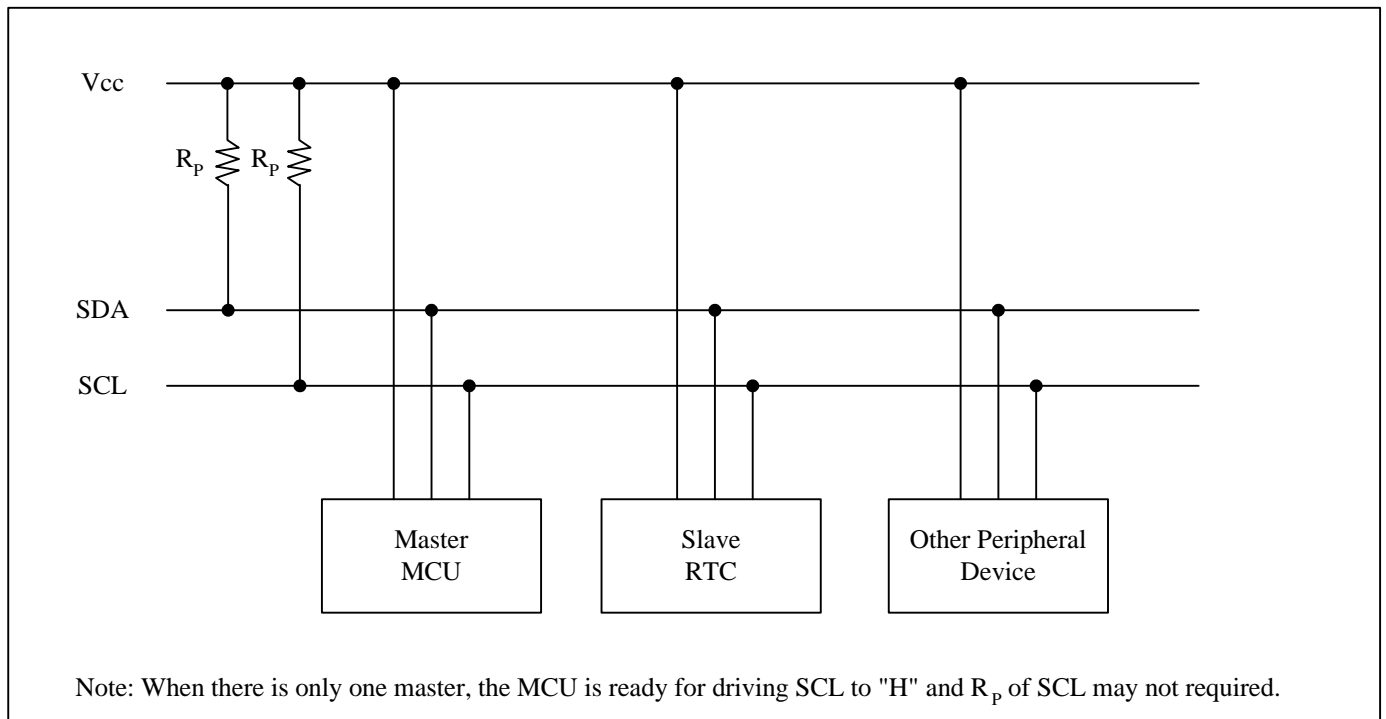 Vcc
R_P R_P
SDA
SCL
Master
MCU
Slave
RTC
Other Peripheral
Device
Note: When there is only one master, the MCU is ready for driving SCL to "H" and R_P of SCL may not required.